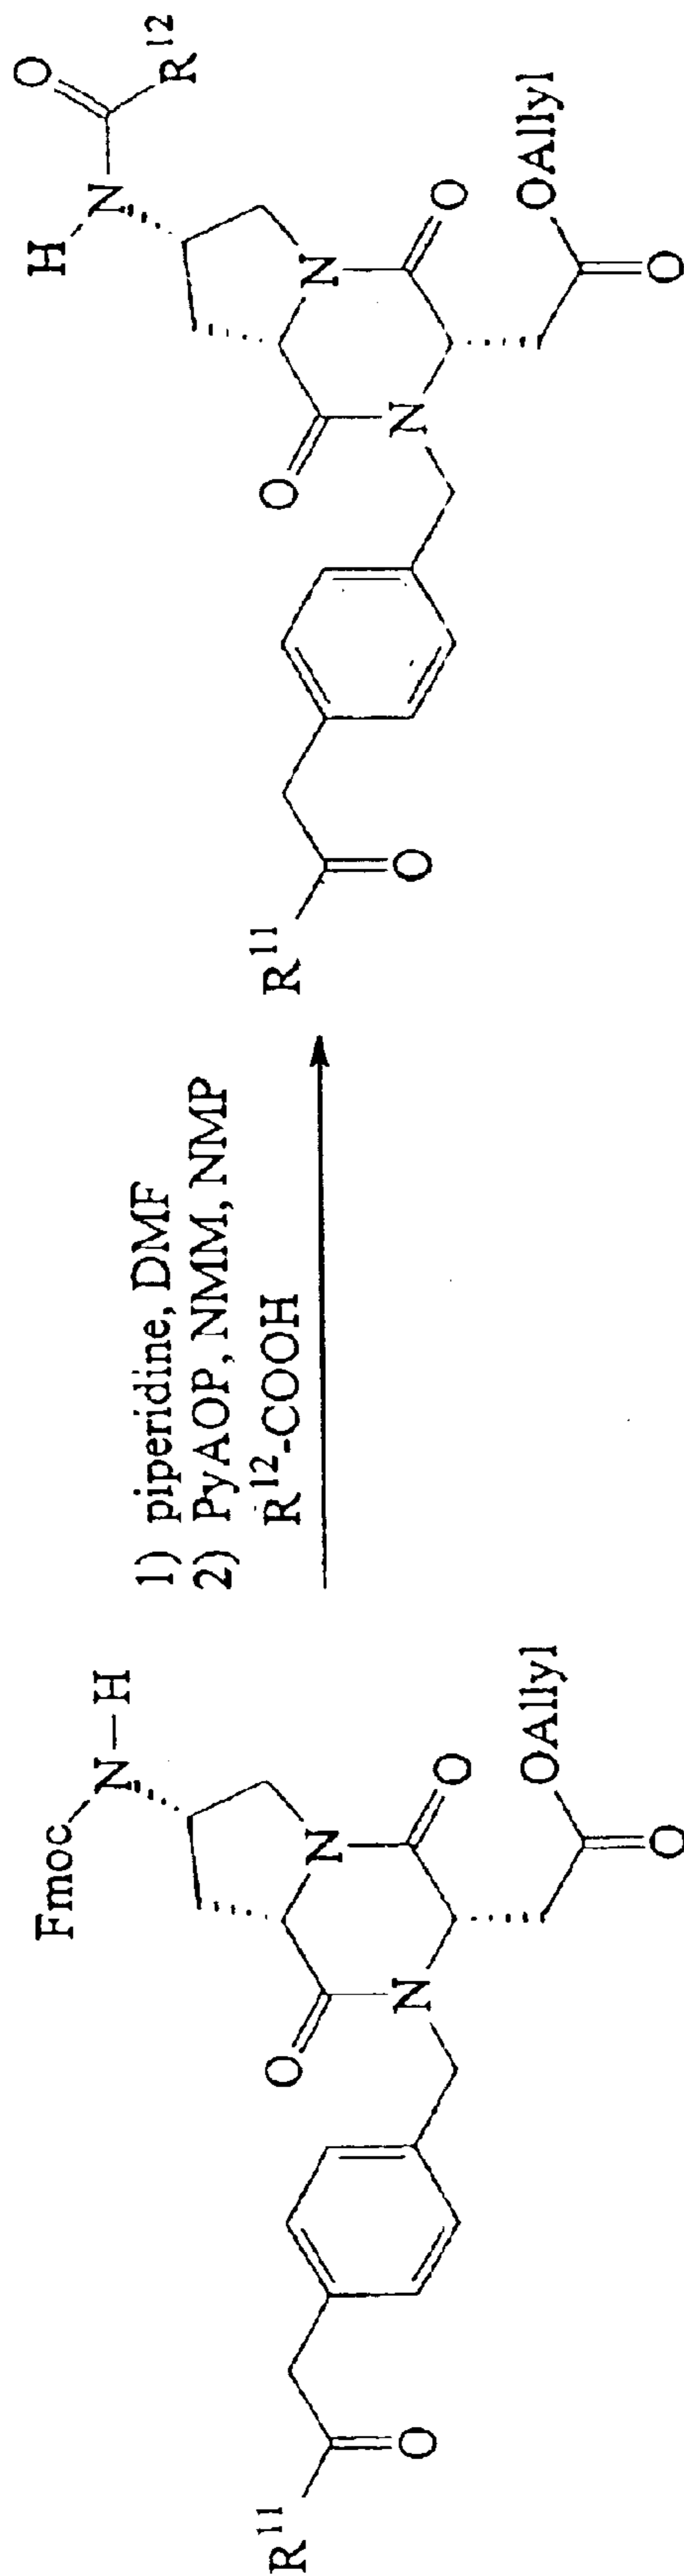 Fmoc
N–H
N
O
O
N
OAllyl
O
O
R¹¹
1) piperidine, DMF
2) PyAOP, NMM, NMP
R¹²-COOH
O
H
N
R¹²
N
O
O
N
OAllyl
O
O
R¹¹